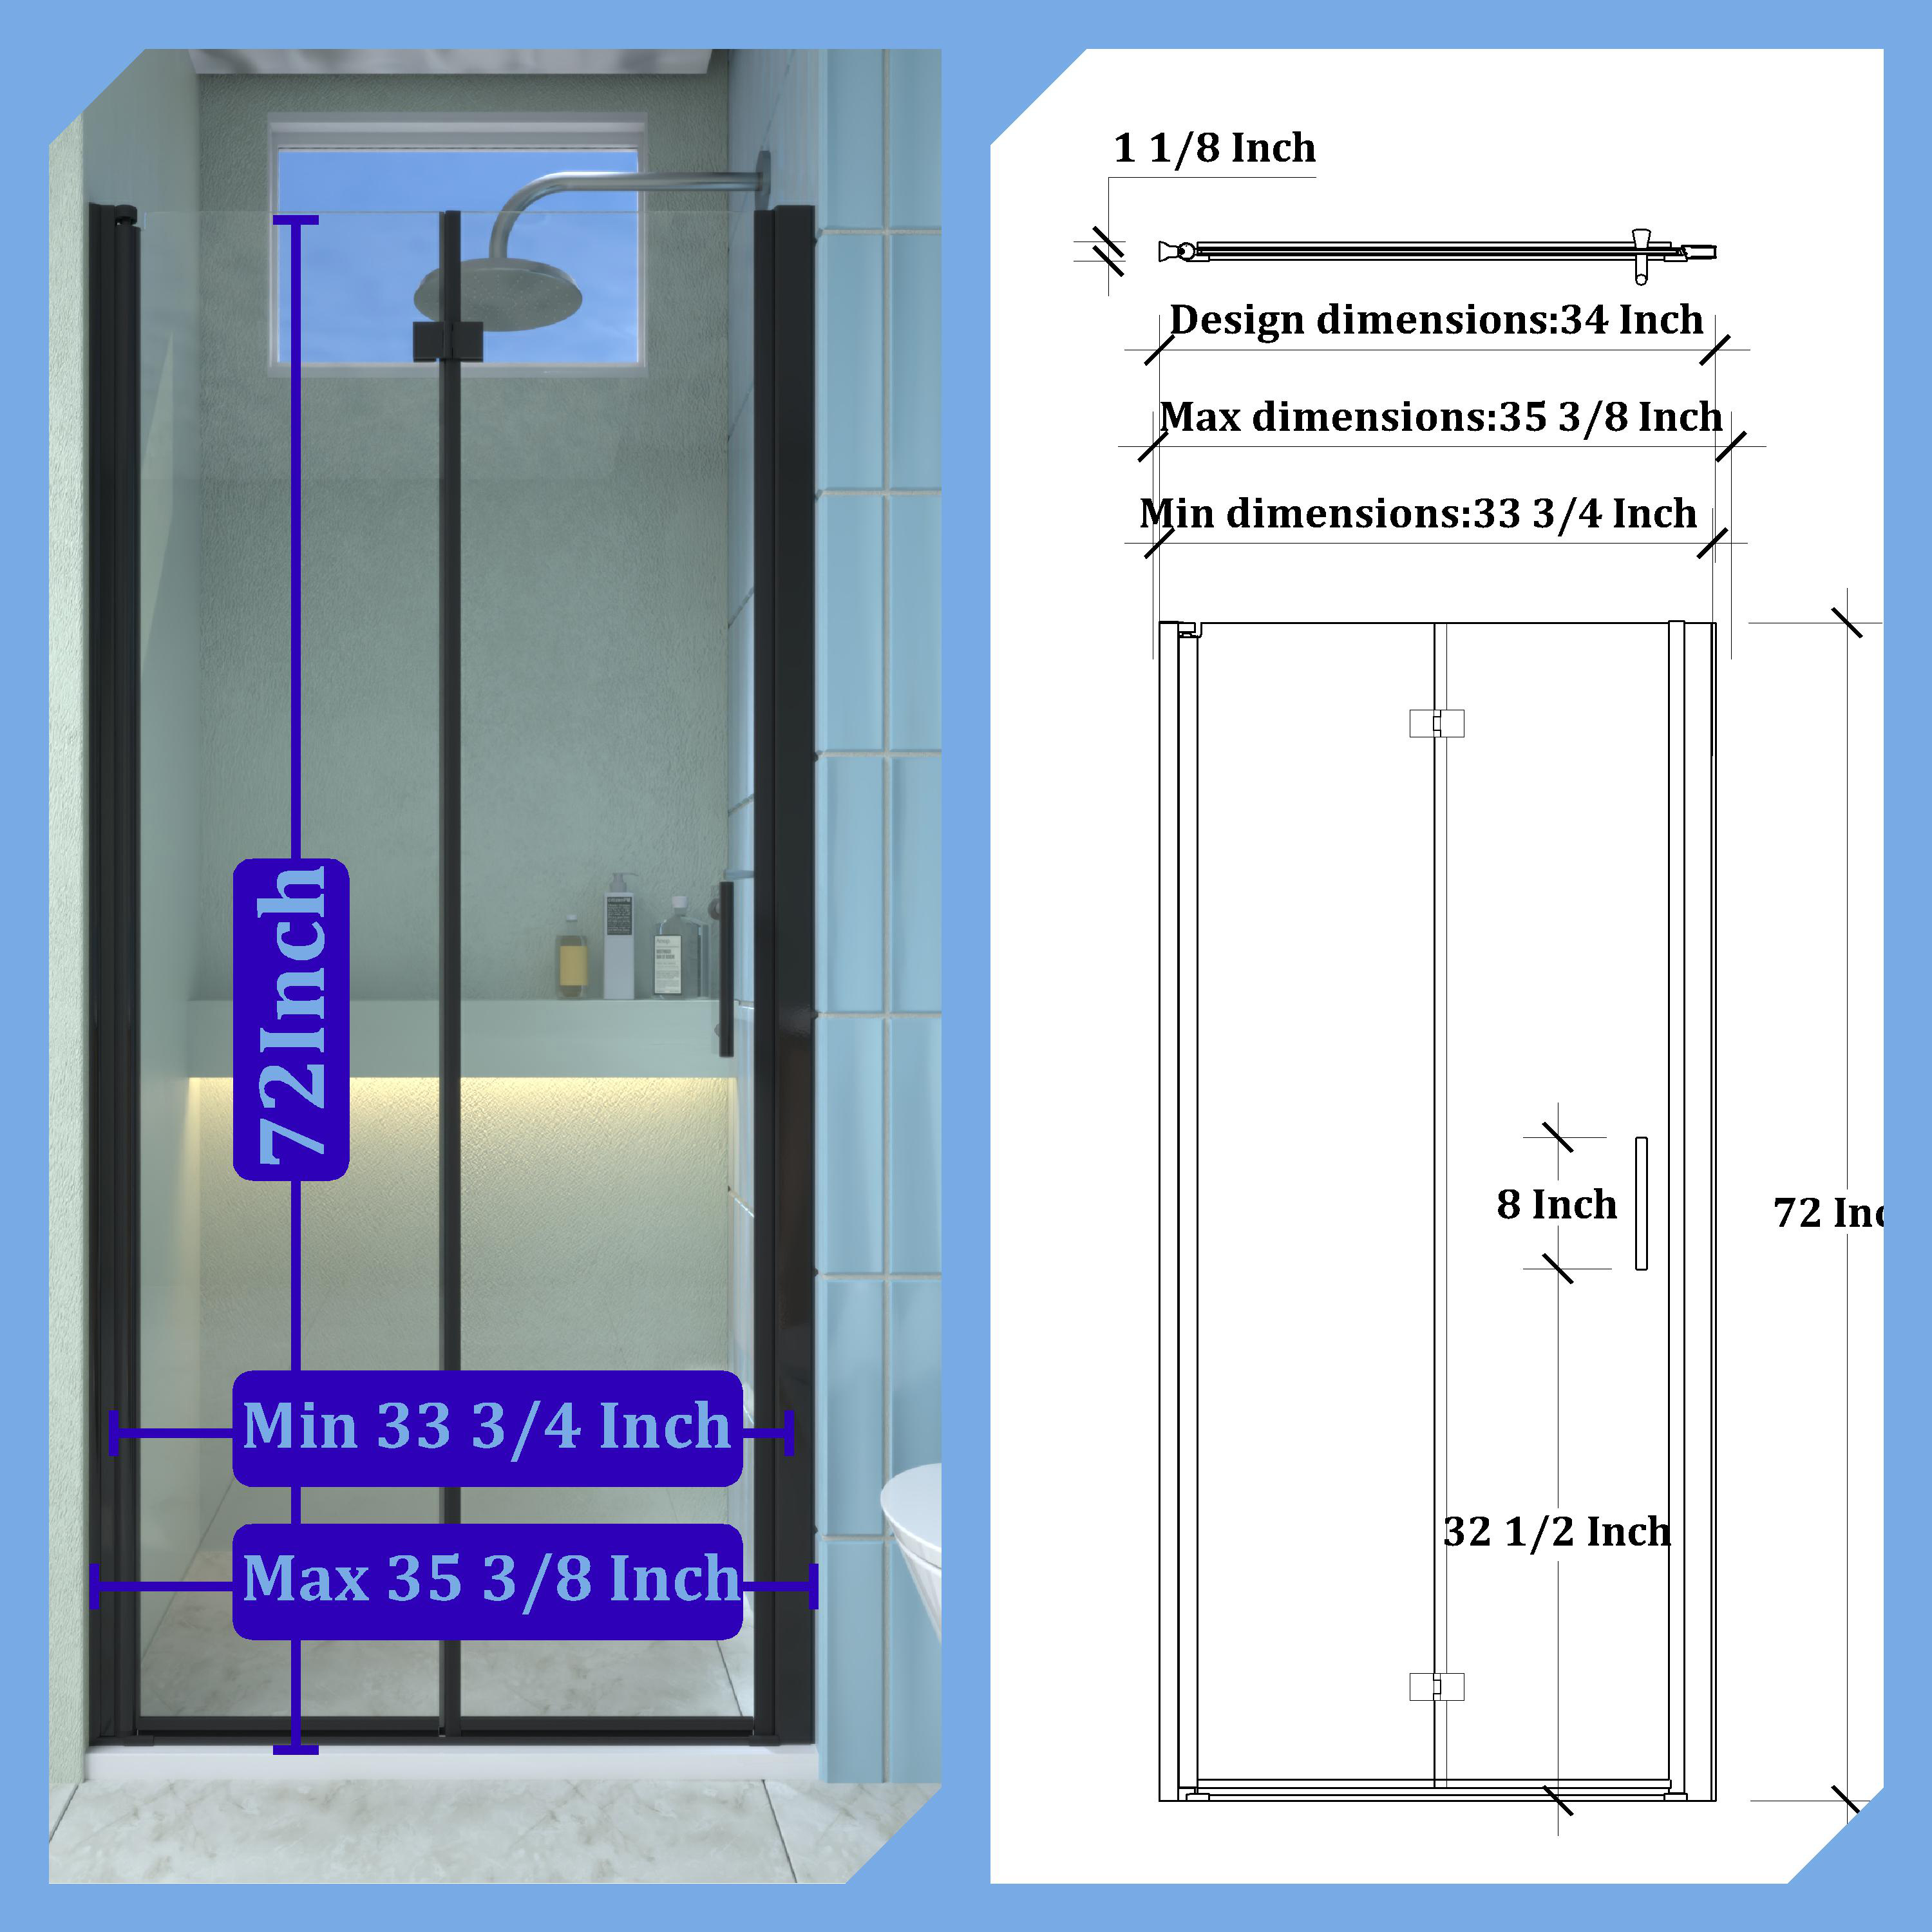 72Inch
Min 33 3/4 Inch
Max 35 3/8 Inch
1 1/8 Inch
Design dimensions:34 Inch
Max dimensions:35 3/8 Inch
Min dimensions:33 3/4 Inch
8 Inch
72 Inc
32 1/2 Inch